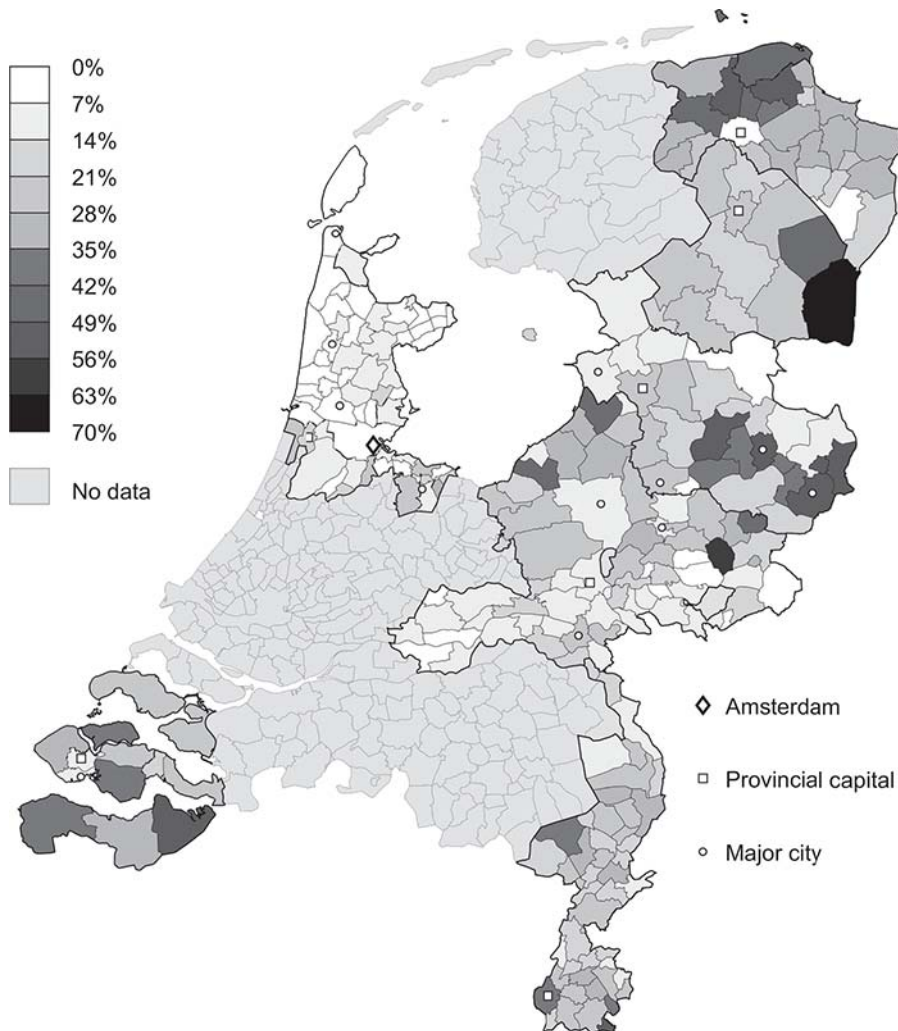 0%
7%
14%
21%
28%
35%
42%
49%
56%
63%
70%
No data
Amsterdam
Provincial capital
Major city